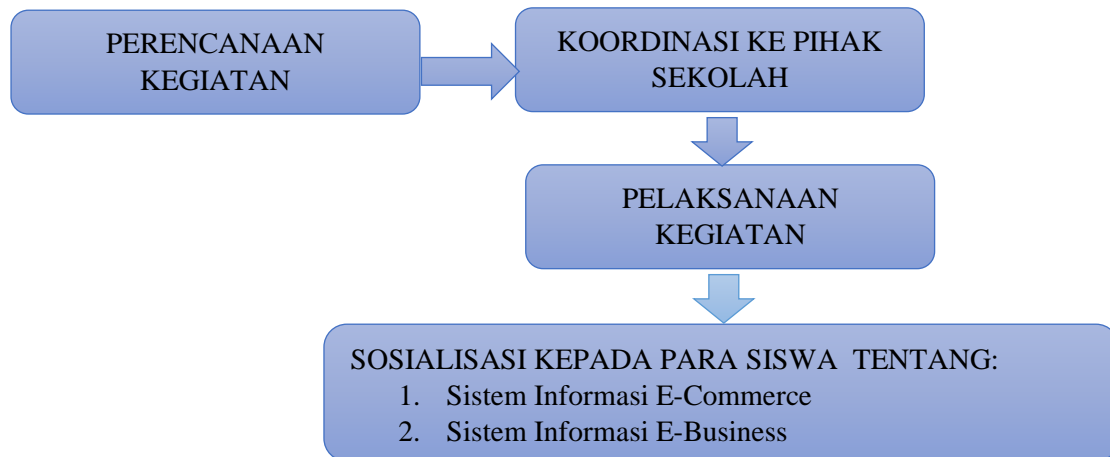 PERENCANAAN
KEGIATAN
KOORDINASI KE PIHAK
SEKOLAH
PELAKSANAAN
KEGIATAN
SOSIALISASI KEPADA PARA SISWA TENTANG:
1. Sistem Informasi E-Commerce
2. Sistem Informasi E-Business